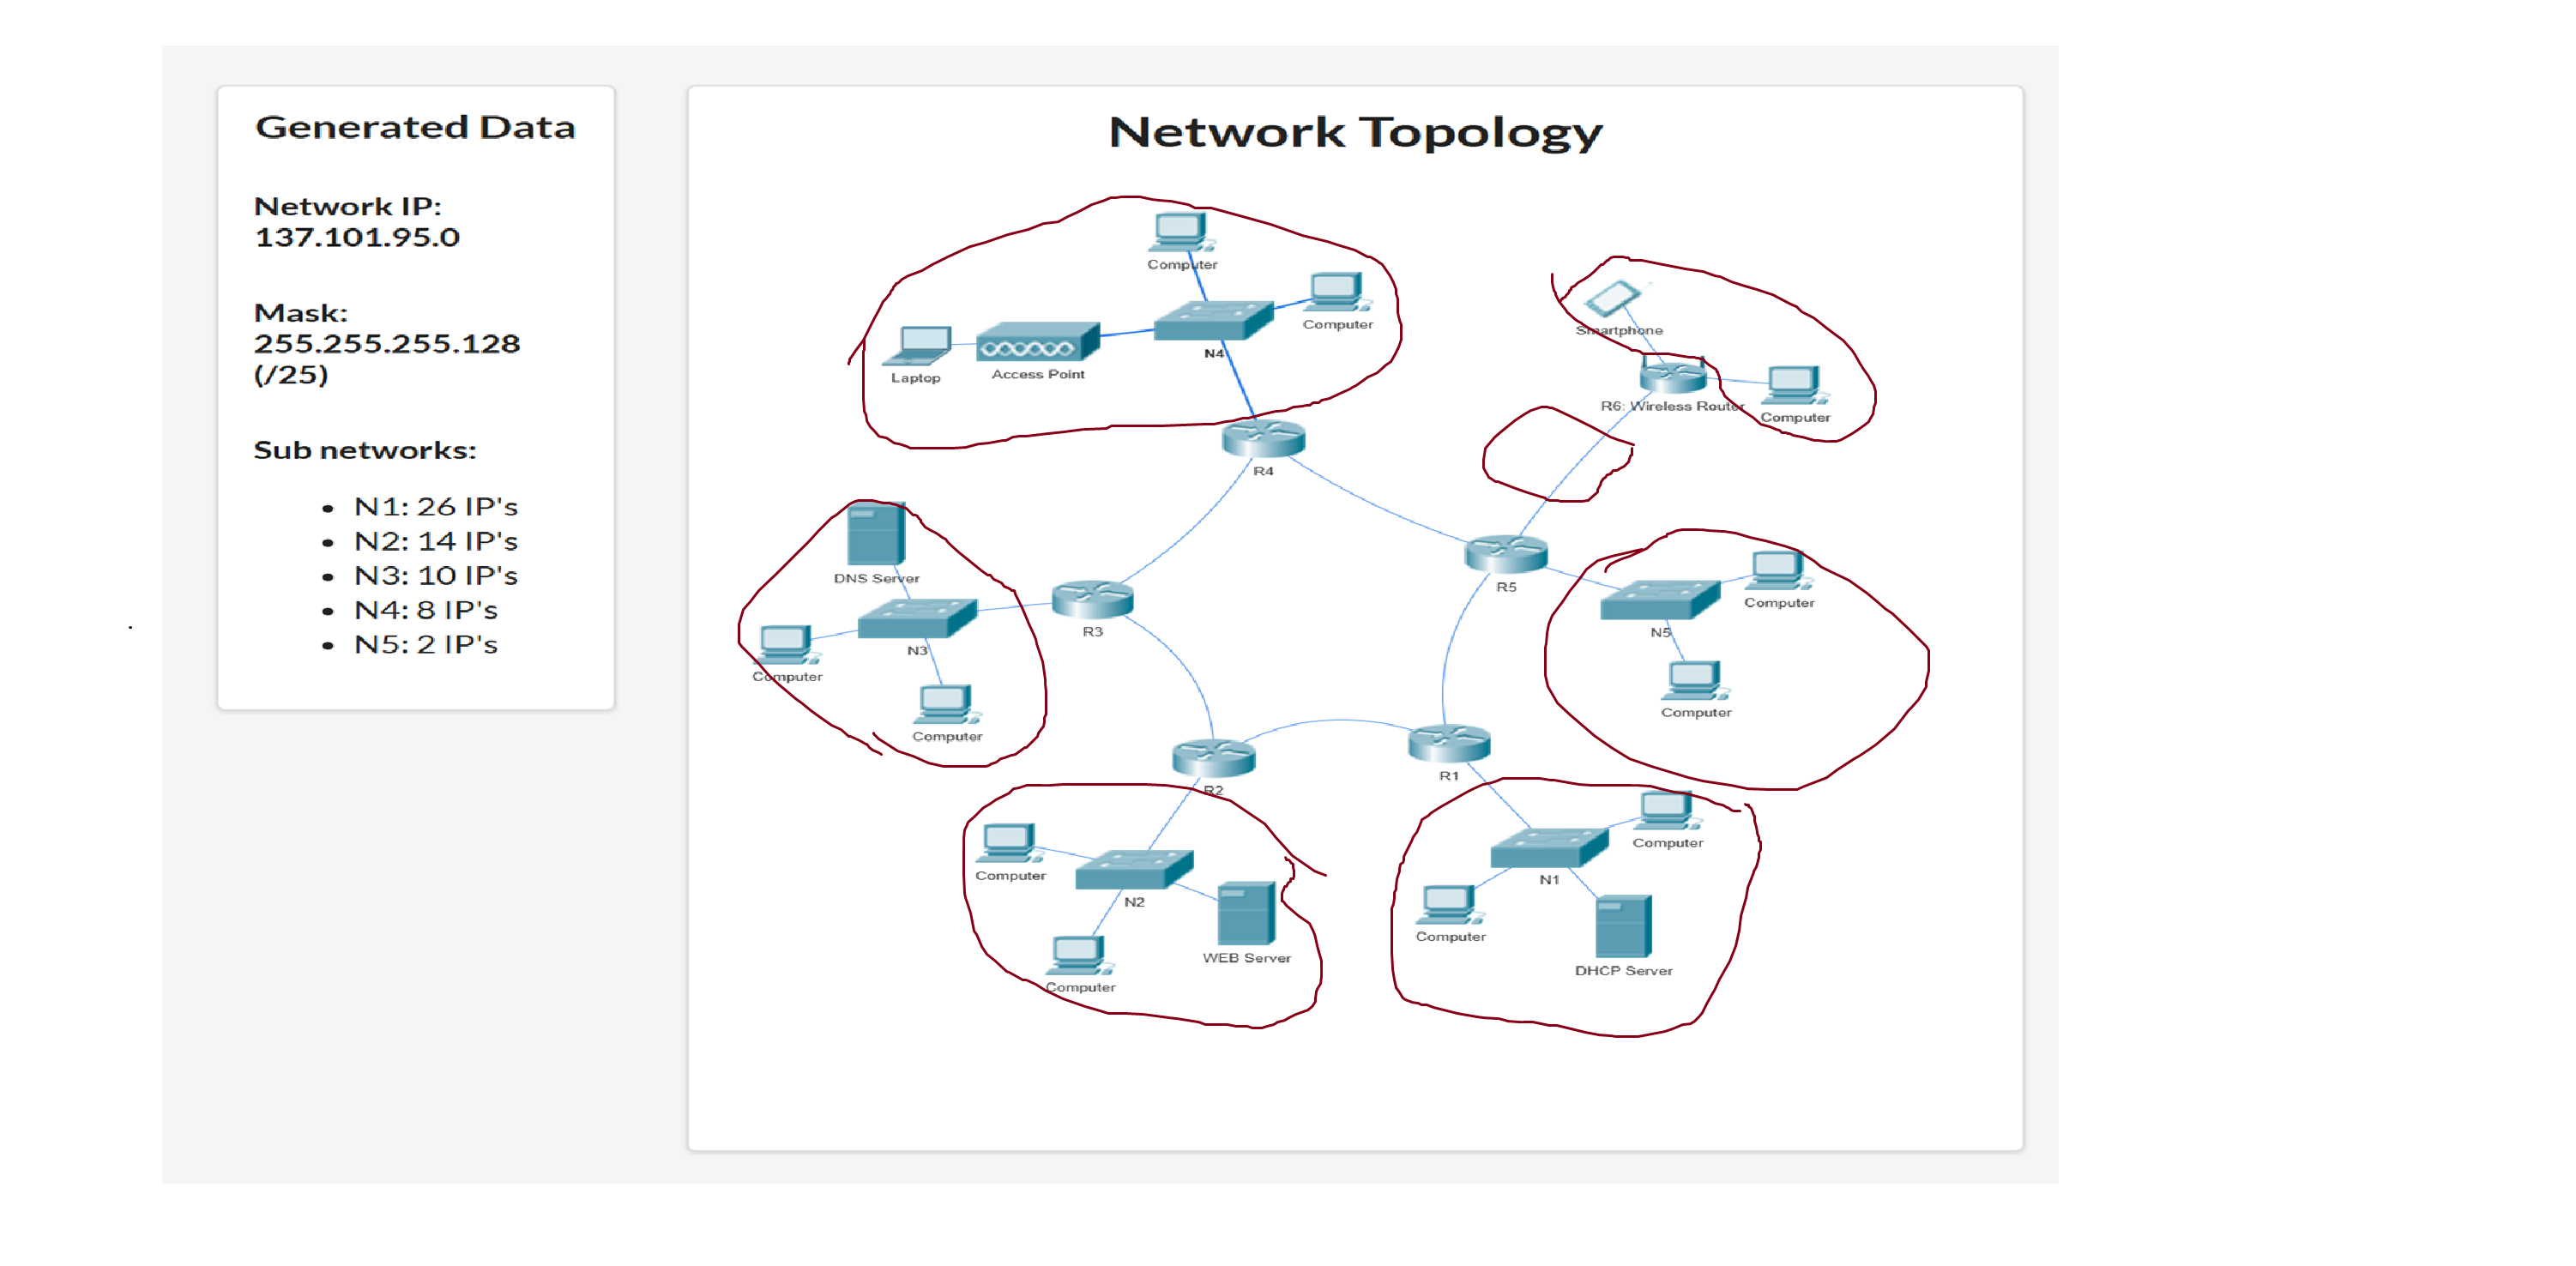 Generated Data
Network IP:
137.101.95.0
Mask:
255.255.255.128
(/25)
Sub networks:
• N1: 26 IP's
• N2: 14 IP's
• N3: 10 IP's
• N4: 8 IP's
• N5: 2 IP's
Network Topology
Computer
Computer
N4
Laptop
Access Point
Smartphone
R6: Wireless Router
Computer
R4
DNS Server
R5
Computer
R3
N5
N3
Computer
Computer
Computer
R1
R2
Computer
Computer
N1
N2
Computer
WEB Server
DHCP Server
Computer